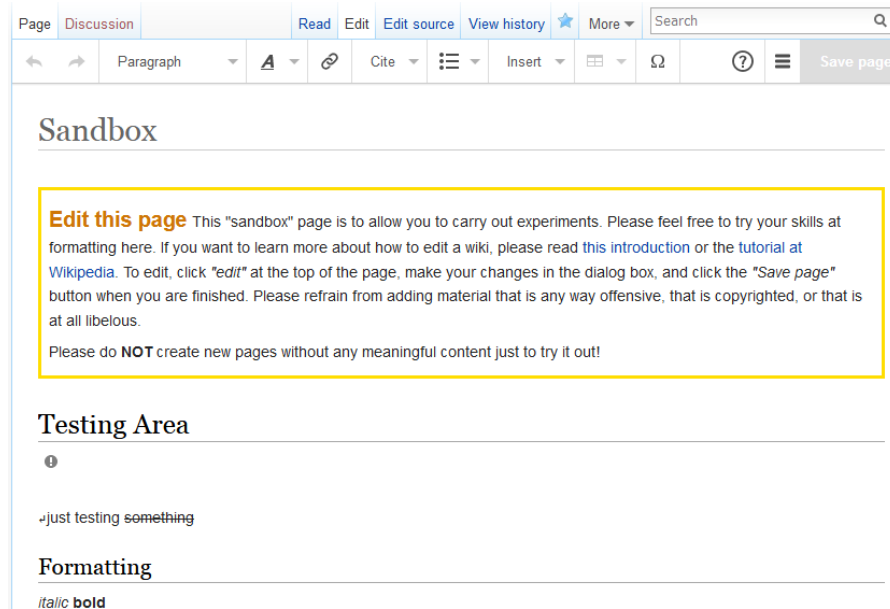 Page Discussion Read Edit Edit source View history More Search
Paragraph A Cite Insert Ω ? Save page
Sandbox
Edit this page This "sandbox" page is to allow you to carry out experiments. Please feel free to try your skills at
formatting here. If you want to learn more about how to edit a wiki, please read this introduction or the tutorial at
Wikipedia. To edit, click "edit" at the top of the page, make your changes in the dialog box, and click the "Save page"
button when you are finished. Please refrain from adding material that is any way offensive, that is copyrighted, or that is
at all libelous.
Please do NOT create new pages without any meaningful content just to try it out!
Testing Area
↲just testing something
Formatting
italic bold